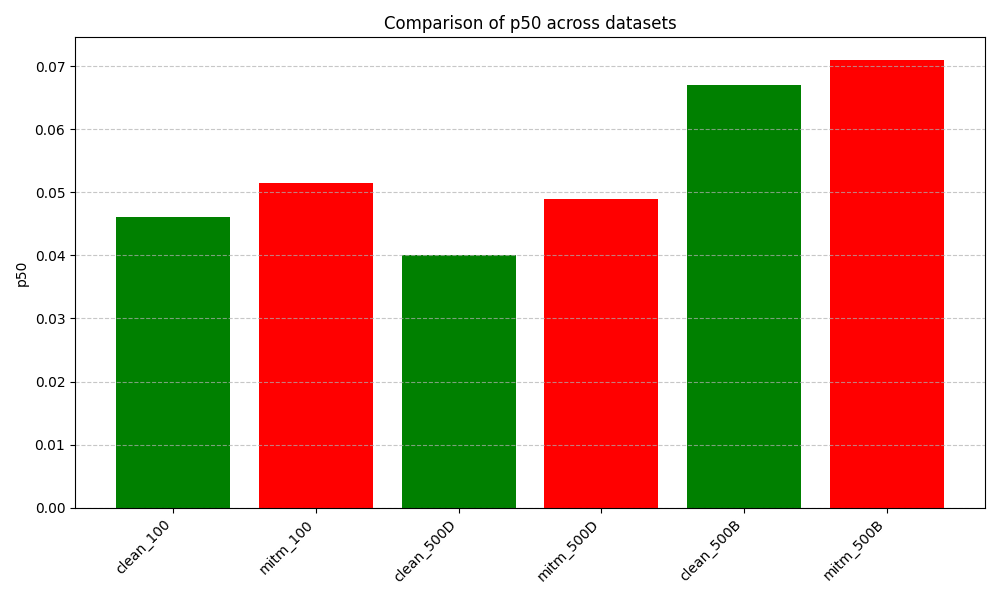 Comparison of p50 across datasets
p50
0.07
0.06
0.05
0.04
0.03
0.02
0.01
0.00
clean_100
mitm_100
clean_500D
mitm_500D
clean_500B
mitm_500B